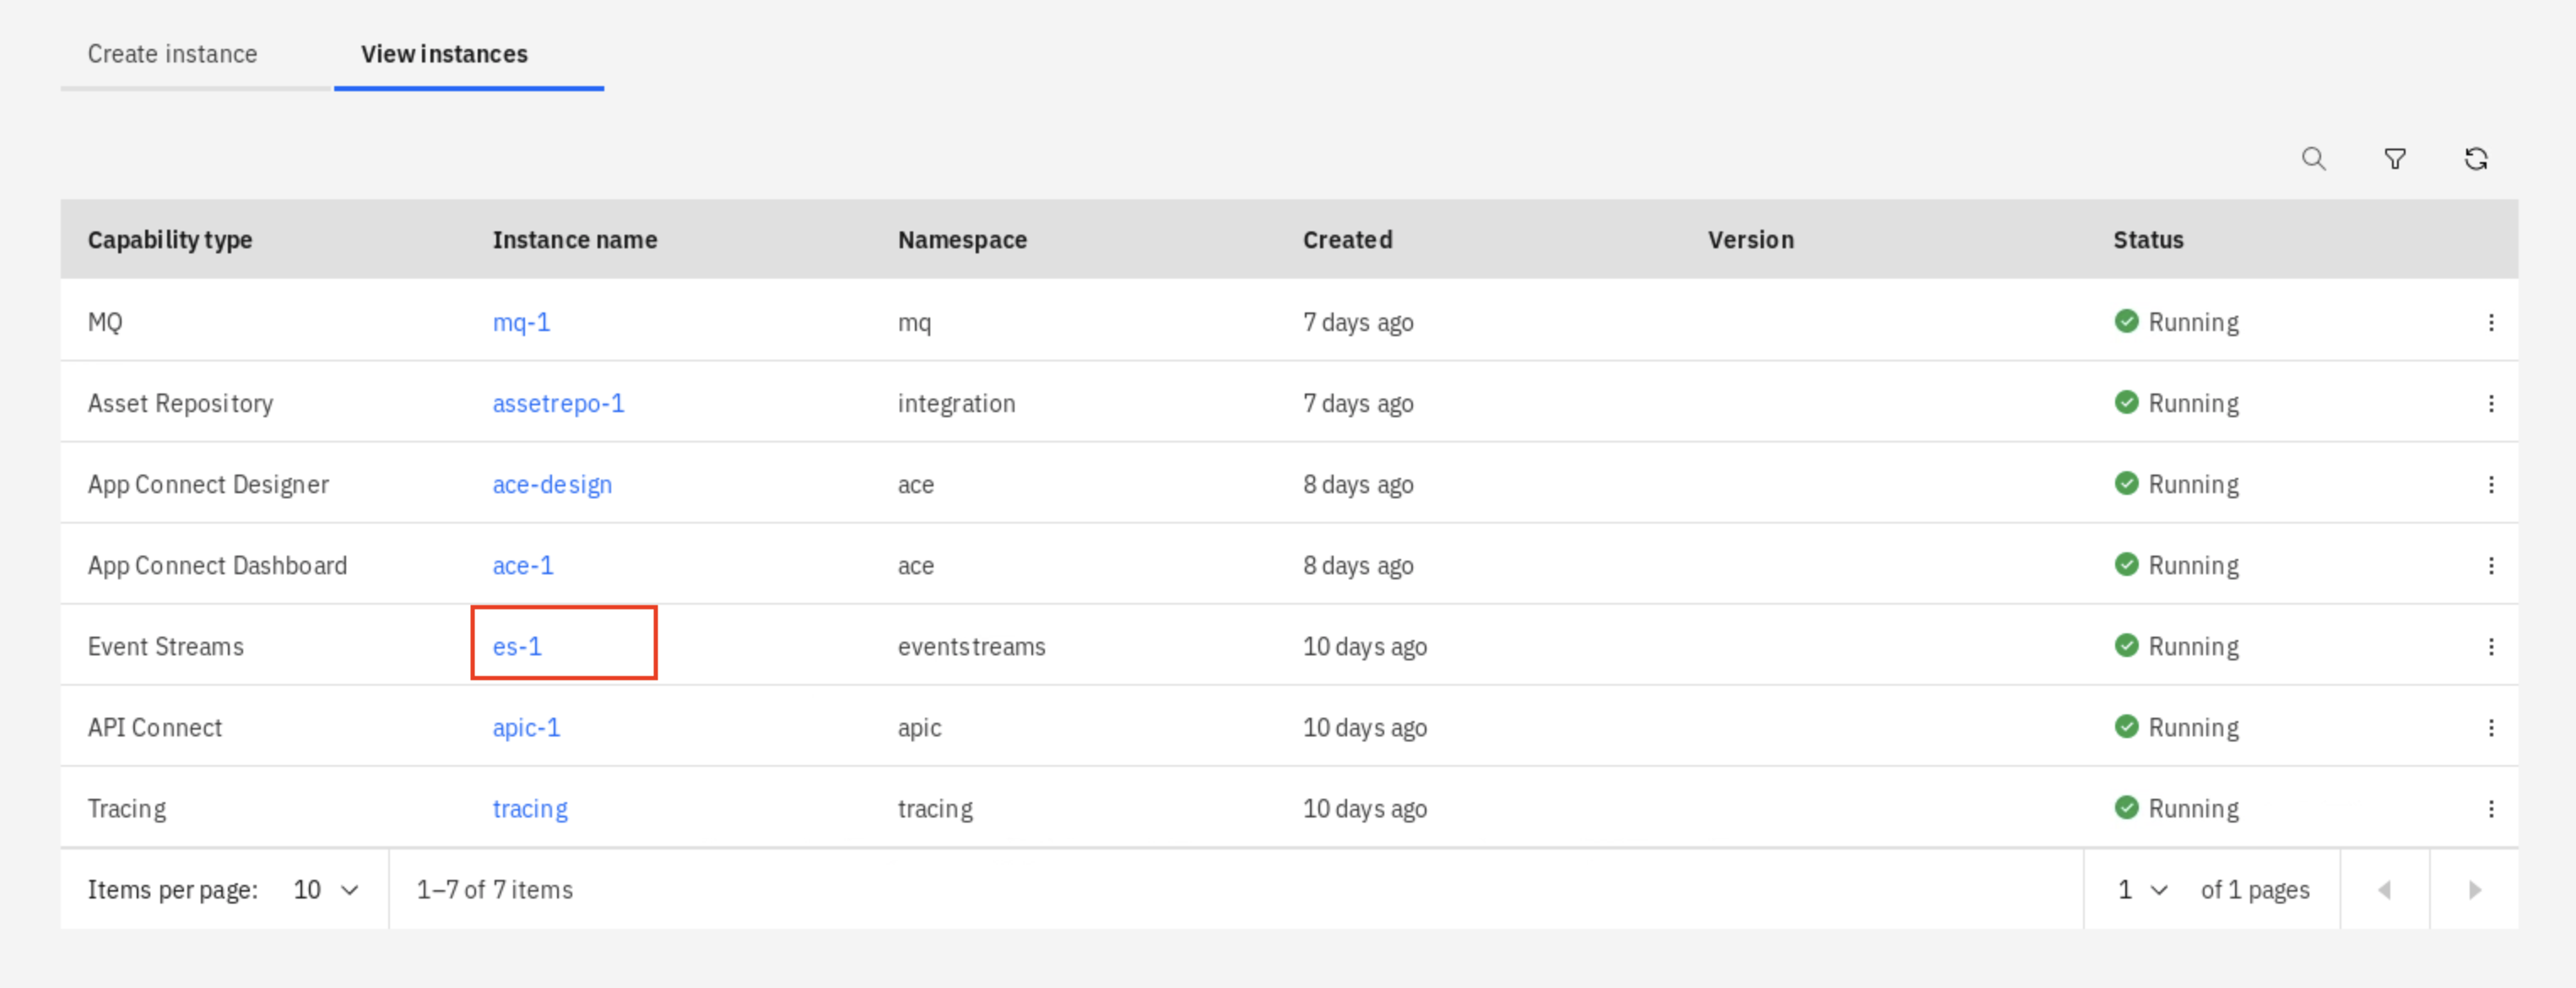 Create instance View instances
Capability type Instance name Namespace Created Version Status
MQ mq-1 mq 7 days ago Running
Asset Repository assetrepo-1 integration 7 days ago Running
App Connect Designer ace-design ace 8 days ago Running
App Connect Dashboard ace-1 ace 8 days ago Running
Event Streams es-1 eventstreams 10 days ago Running
API Connect apic-1 apic 10 days ago Running
Tracing tracing tracing 10 days ago Running
Items per page: 10 1–7 of 7 items 1 of 1 pages